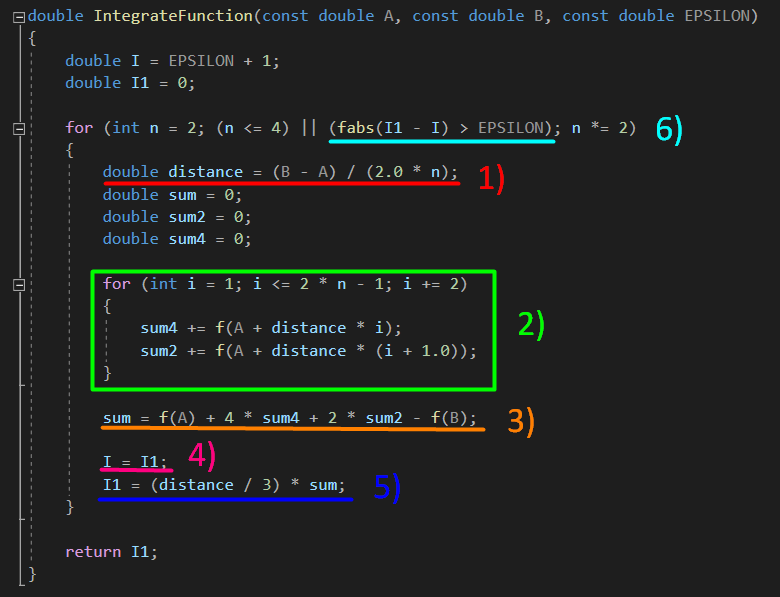 double IntegrateFunction(const double A, const double B, const double EPSILON)
{
double I = EPSILON + 1;
double I1 = 0;
for (int n = 2; (n <= 4) || (fabs(I1 - I) > EPSILON); n *= 2) 6)
{
double distance = (B - A) / (2.0 * n); 1)
double sum = 0;
double sum2 = 0;
double sum4 = 0;
for (int i = 1; i <= 2 * n - 1; i += 2)
{
sum4 += f(A + distance * i); 2)
sum2 += f(A + distance * (i + 1.0));
}
sum = f(A) + 4 * sum4 + 2 * sum2 - f(B); 3)
I = I1; 4)
I1 = (distance / 3) * sum; 5)
}
return I1;
}